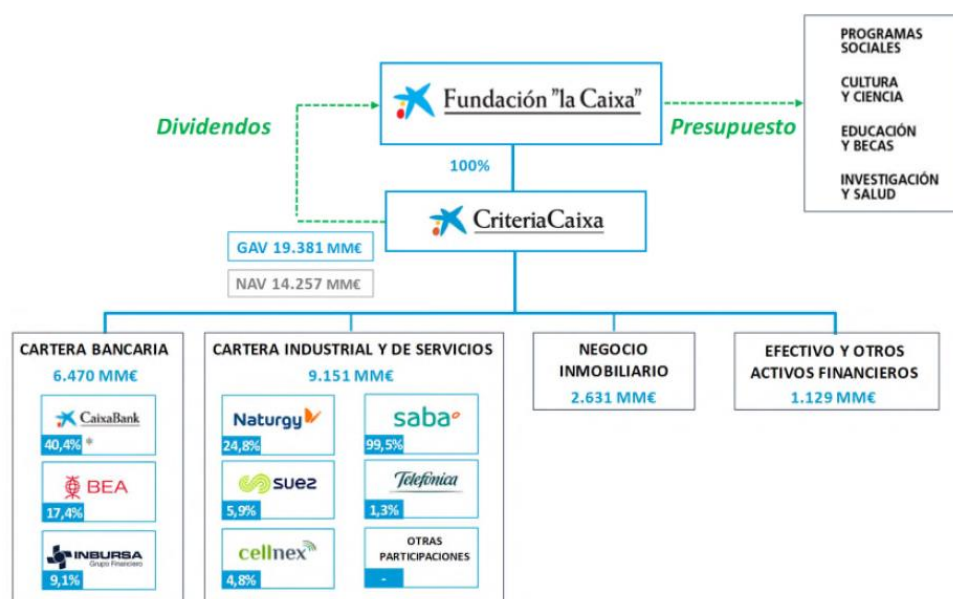 PROGRAMAS
SOCIALES
CULTURA
Y CIENCIA
EDUCACIÓN
Y BECAS
INVESTIGACIÓN
Y SALUD
Fundación "la Caixa"
Dividendos
Presupuesto
100%
CriteriaCaixa
GAV 19.381 MM€
NAV 14.257 MM€
CARTERA BANCARIA
6.470 MM€
CaixaBank
40,4% *
BEA
17,4%
INBURSA
Grupo Financiero
9,1%
CARTERA INDUSTRIAL Y DE SERVICIOS
9.151 MM€
Naturgy
24,8%
saba
99,5%
suez
5,9%
Telefónica
1,3%
cellnex
4,8%
OTRAS
PARTICIPACIONES
-
NEGOCIO
INMOBILIARIO
2.631 MM€
EFECTIVO Y OTROS
ACTIVOS FINANCIEROS
1.129 MM€